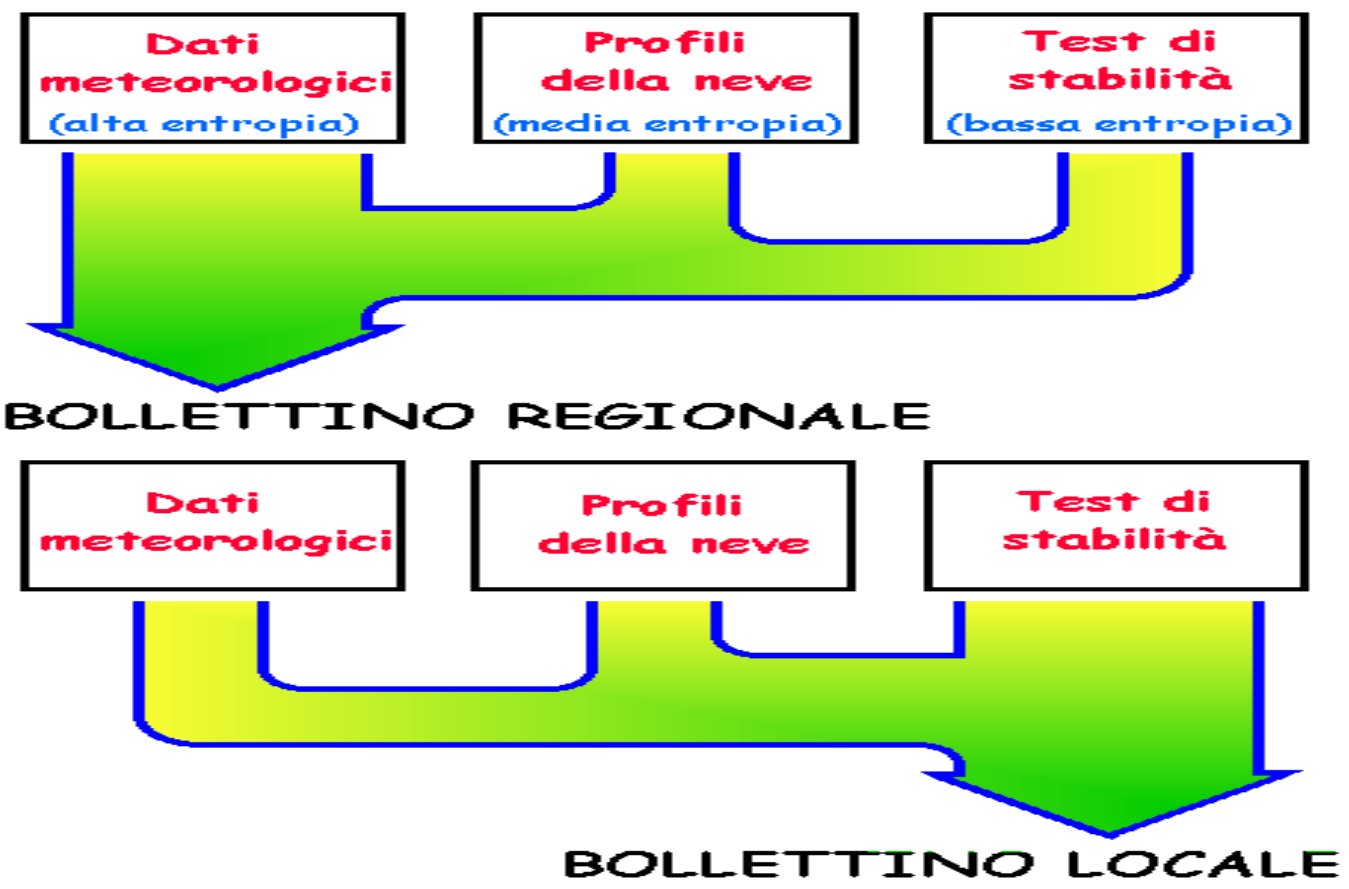 Dati
meteorologici
(alta entropia)
Profili
della neve
(media entropia)
Test di
stabilità
(bassa entropia)
BOLLETTINO REGIONALE
Dati
meteorologici
Profili
della neve
Test di
stabilità
BOLLETTINO LOCALE